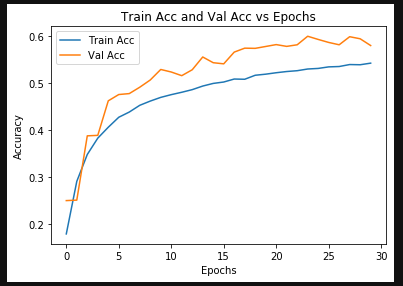 Train Acc and Val Acc vs Epochs
Train Acc
Val Acc
0.6
0.5
0.4
0.3
0.2
Accuracy
0 5 10 15 20 25 30
Epochs